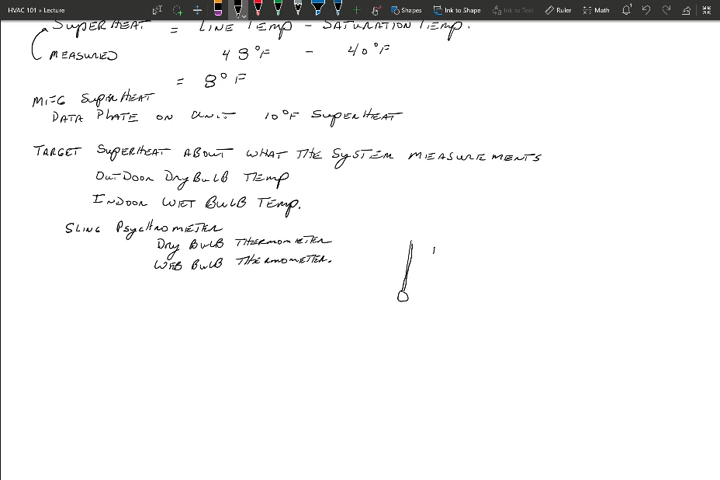 HVAC 101 » Lecture
Shapes Ink to Shape Ink to Text Ruler Math
SUPERHEAT = LINE TEMP - SATURATION TEMP.
MEASURED 48°F - 40°F
= 8°F
MFG SUPERHEAT
DATA PLATE ON UNIT 10°F SUPERHEAT
TARGET SUPERHEAT ABOUT WHAT THE SYSTEM MEASUREMENTS
OUTDOOR DRY BULB TEMP
INDOOR WET BULB TEMP.
SLING PSYCHROMETER
DRY BULB THERMOMETER
WEB BULB THERMOMETER.